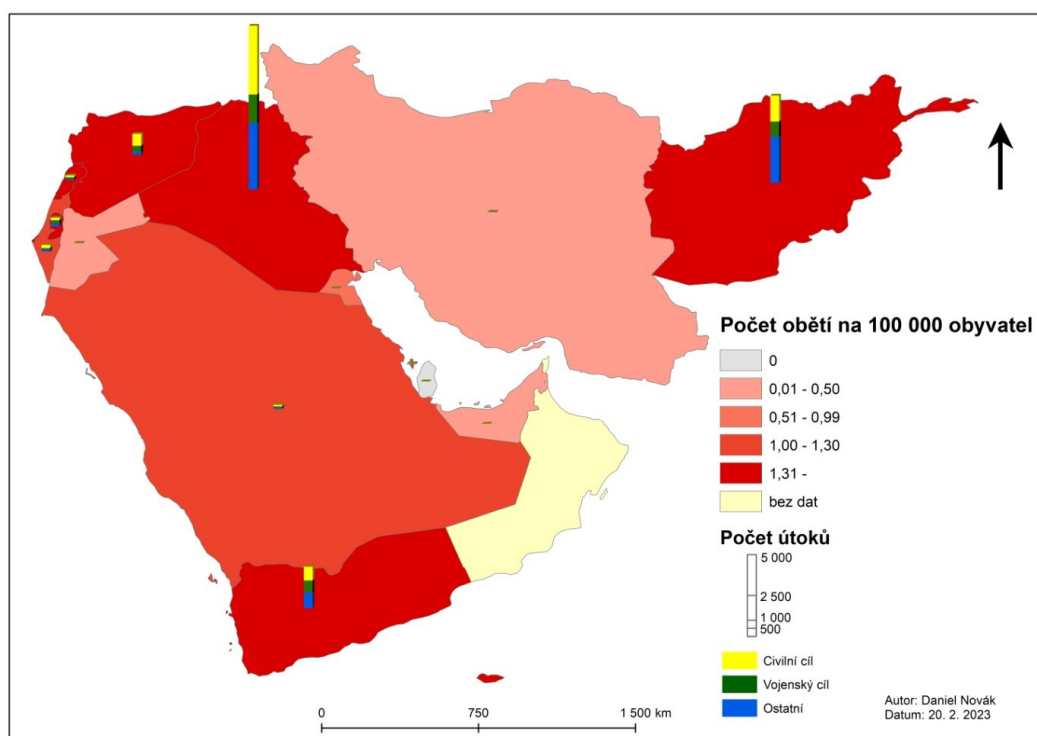 Počet obětí na 100 000 obyvatel
0
0,01 - 0,50
0,51 - 0,99
1,00 - 1,30
1,31 -
bez dat
Počet útoků
5 000
2 500
1 000
500
Civilní cíl
Vojenský cíl
Ostatní
Autor: Daniel Novák
Datum: 20. 2. 2023
0 750 1 500 km